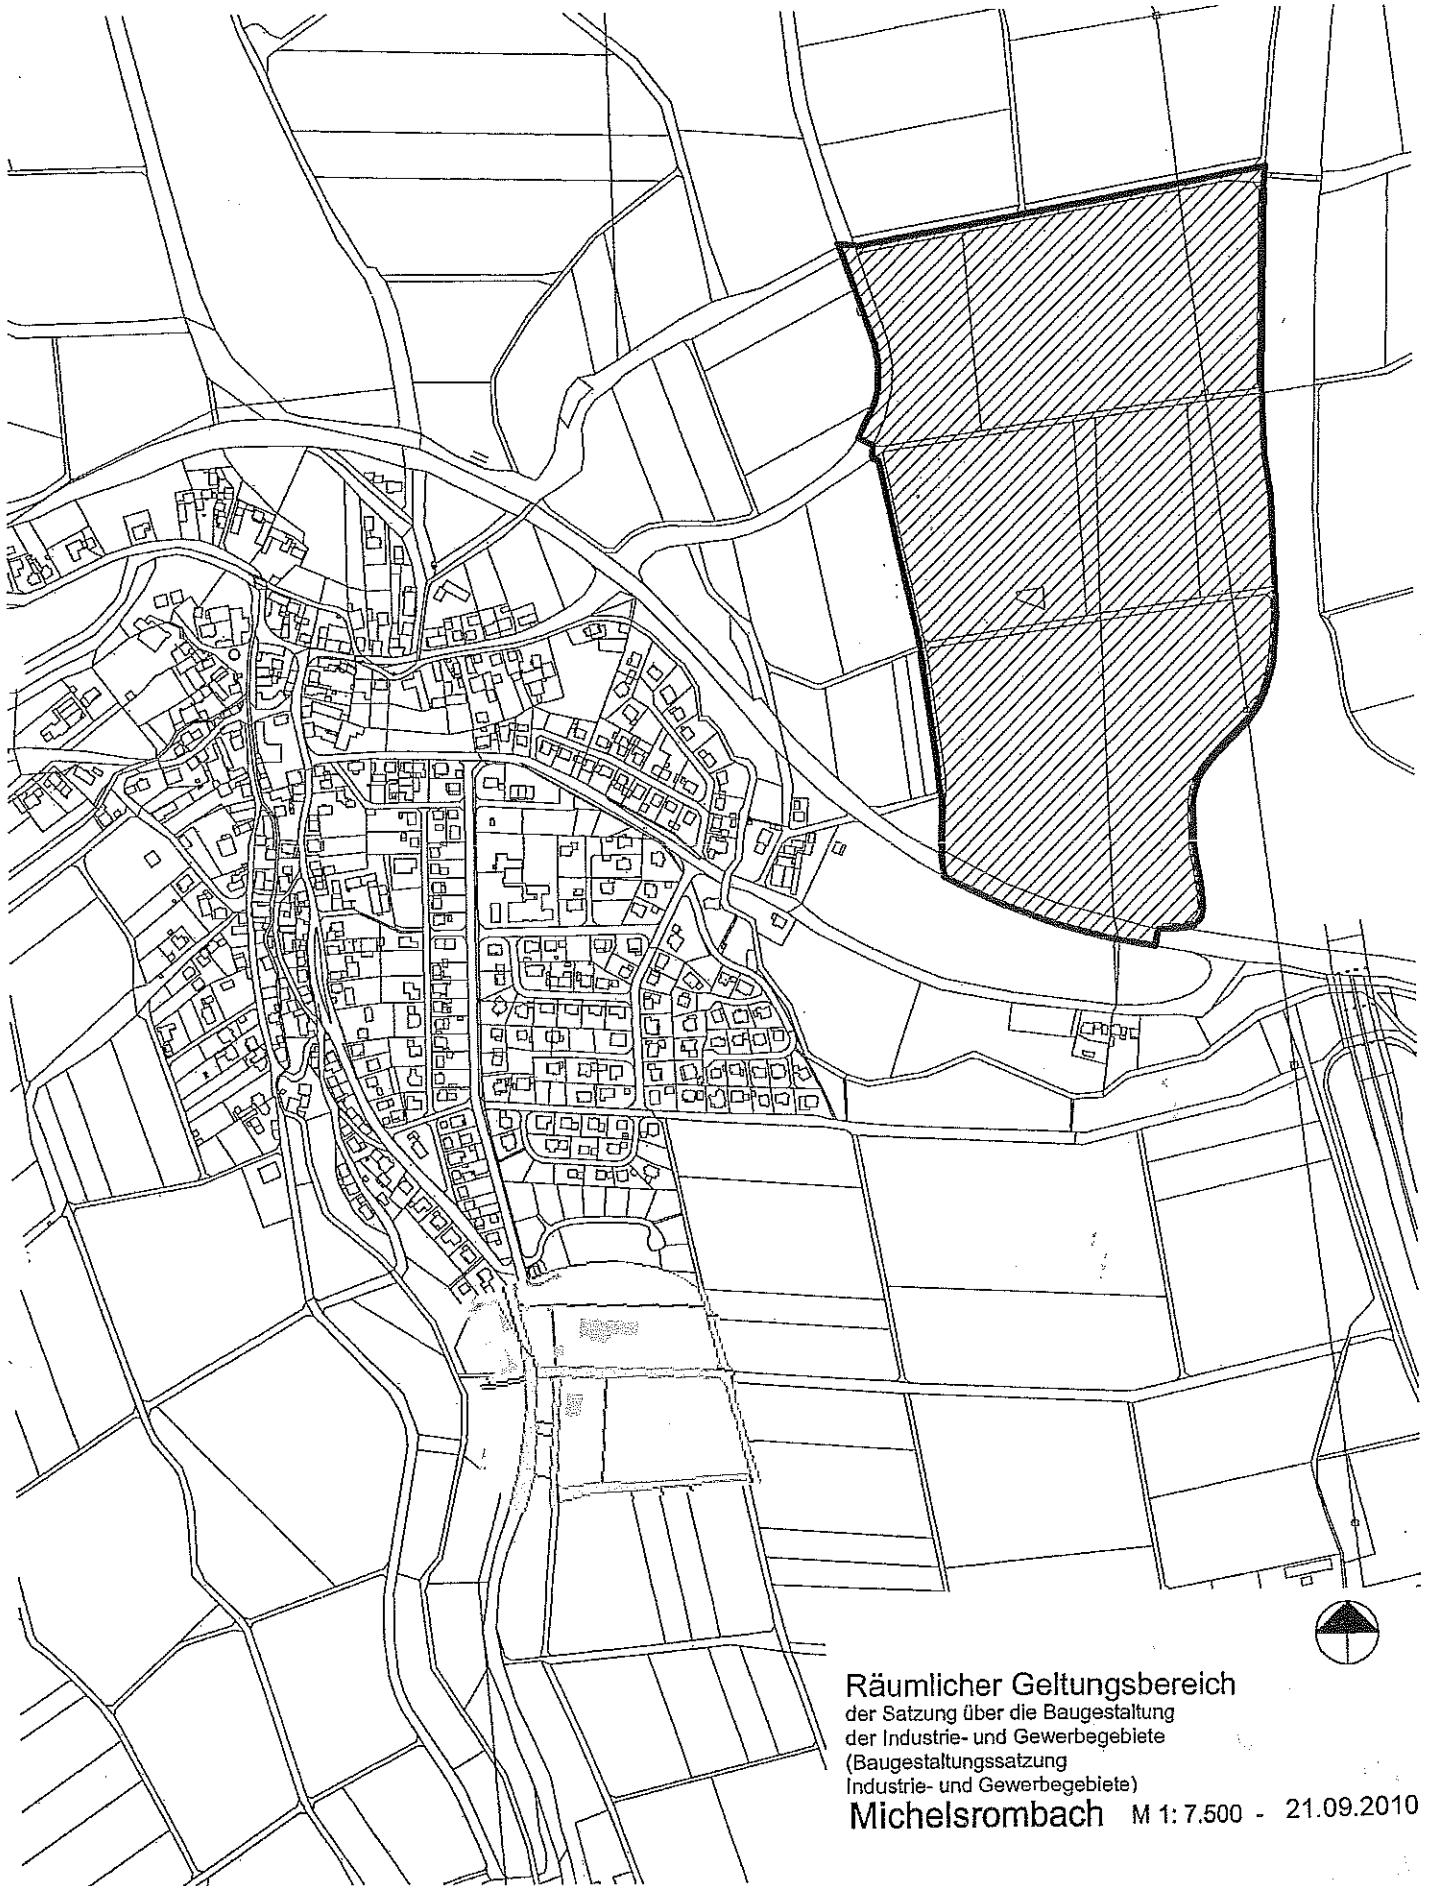 Räumlicher Geltungsbereich
der Satzung über die Baugestaltung
der Industrie- und Gewerbegebiete
(Baugestaltungssatzung
Industrie- und Gewerbegebiete)
Michelsrombach M 1: 7.500 - 21.09.2010